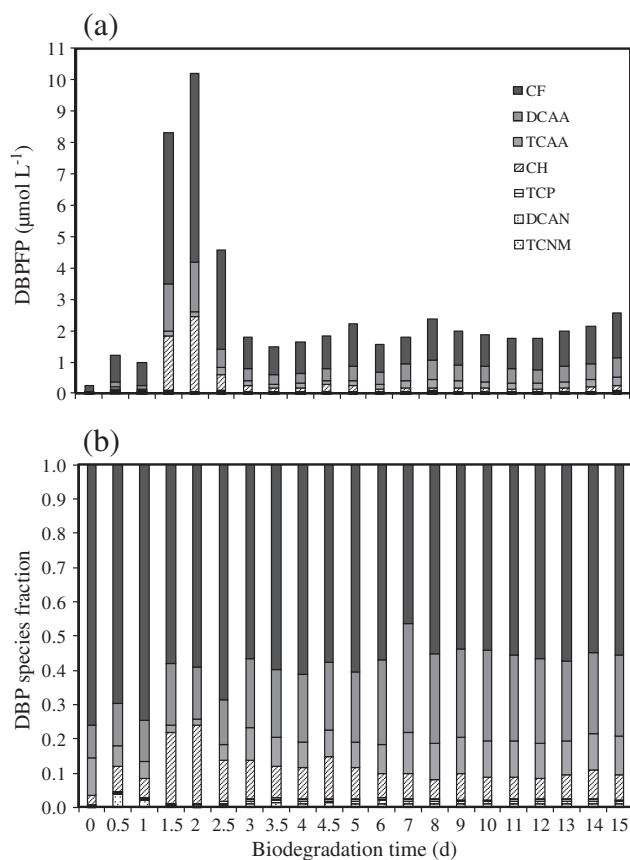 (a)
11
10
9
8
7
6
5
4
3
2
1
0
DBPFP (μmol L⁻¹)
CF
DCAA
TCAA
CH
TCP
DCAN
TCNM
(b)
1.0
0.9
0.8
0.7
0.6
0.5
0.4
0.3
0.2
0.1
0.0
DBP species fraction
0 0.5 1 1.5 2 2.5 3 3.5 4 4.5 5 6 7 8 9 10 11 12 13 14 15
Biodegradation time (d)